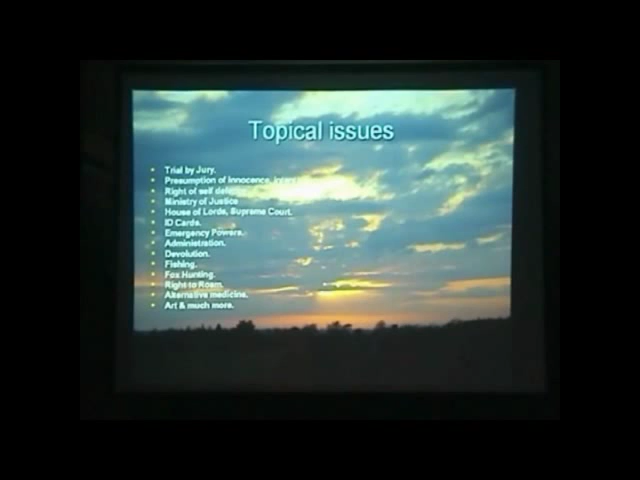 Topical issues
Trial by Jury.
Presumption of Innocence,
Right of self
Ministry of Justice
House of Lords, Supreme Court.
ID Cards.
Emergency Powers.
Administration.
Devolution.
Fishing.
Fox Hunting.
Right to Roam.
Alternative medicine.
Art & much more.